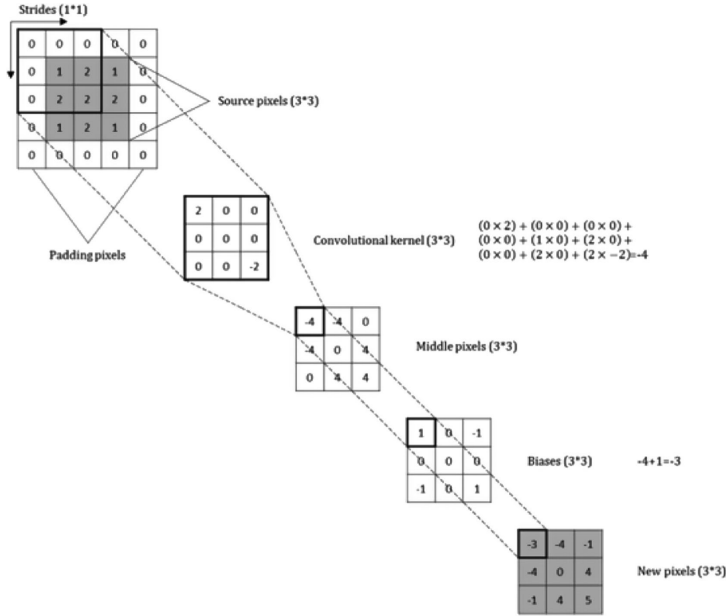 Strides (1*1)
0 0 0 0 0
0 1 2 1 0
0 2 2 2 0
0 1 2 1 0
0 0 0 0 0
Source pixels (3*3)
Padding pixels
2 0 0
0 0 0
0 0 -2
Convolutional kernel (3*3)
(0 × 2) + (0 × 0) + (0 × 0) +
(0 × 0) + (1 × 0) + (2 × 0) +
(0 × 0) + (2 × 0) + (2 × −2)=-4
-4 -4 0
-4 0 4
0 4 4
Middle pixels (3*3)
1 0 -1
0 0 0
-1 0 1
Biases (3*3)
-4+1=-3
-3 -4 -1
-4 0 4
-1 4 5
New pixels (3*3)